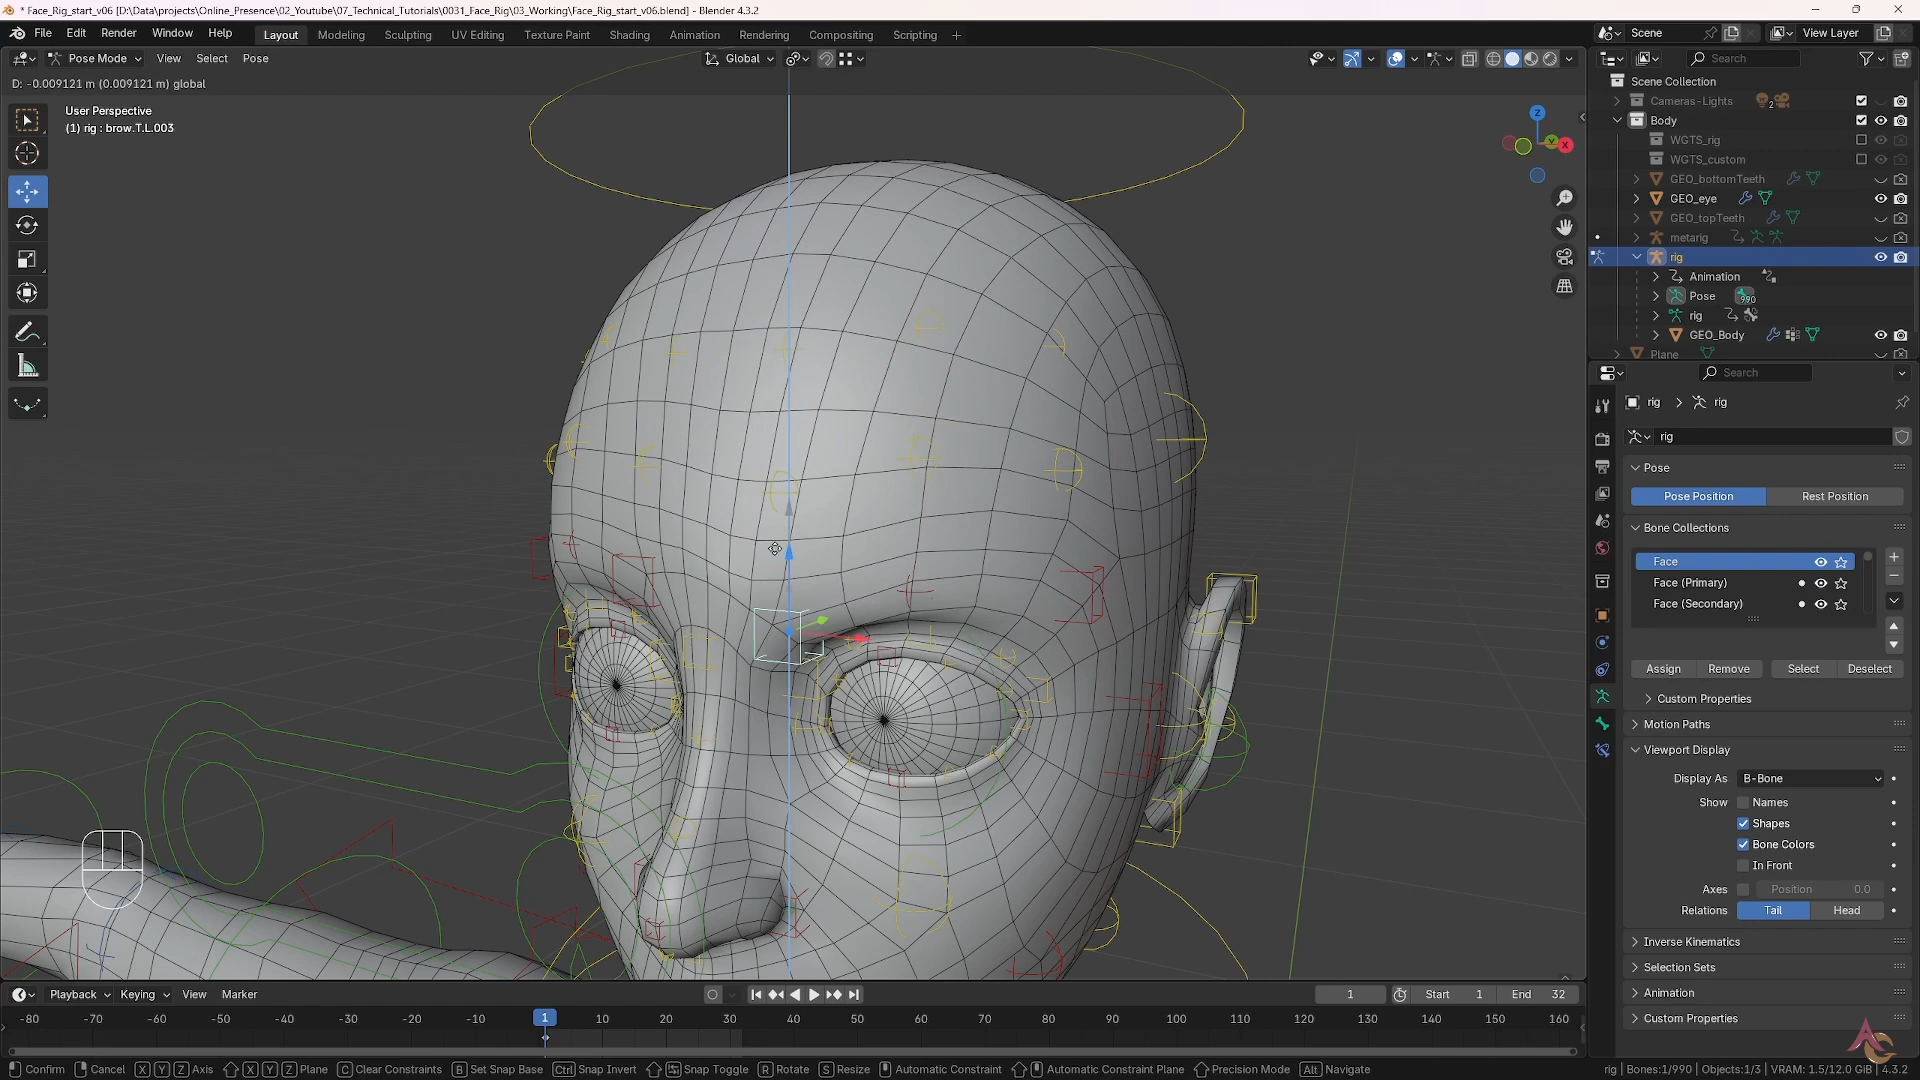 * Face_Rig_start_v06 [D:\Data\projects\Online_Presence\02_Youtube\07_Technical_Tutorials\0031_Face_Rig\03_Working\Face_Rig_start_v06.blend] - Blender 4.3.2
File Edit Render Window Help Layout Modeling Sculpting UV Editing Texture Paint Shading Animation Rendering Compositing Scripting + Scene View Layer
Pose Mode View Select Pose Global Search
D: -0.009121 m (0.009121 m) global
User Perspective
(1) rig : brow.T.L.003
Z
Y
X
Scene Collection
Cameras-Lights 2
Body
WGTS_rig
WGTS_custom
GEO_bottomTeeth
GEO_eye
GEO_topTeeth
metarig
rig
Animation
Pose 990
rig
GEO_Body
Plane
Search
rig > rig
rig
Pose
Pose Position Rest Position
Bone Collections
Face
Face (Primary)
Face (Secondary)
Assign Remove Select Deselect
Custom Properties
Motion Paths
Viewport Display
Display As B-Bone
Show Names
Shapes
Bone Colors
In Front
Axes Position 0.0
Relations Tail Head
Inverse Kinematics
Selection Sets
Animation
Custom Properties
Playback Keying View Marker 1 Start 1 End 32
-80 -70 -60 -50 -40 -30 -20 -10 1 10 20 30 40 50 60 70 80 90 100 110 120 130 140 150 160
Confirm Cancel X Y Z Axis X Y Z Plane C Clear Constraints B Set Snap Base Ctrl Snap Invert Snap Toggle R Rotate S Resize Automatic Constraint Automatic Constraint Plane Precision Mode Alt Navigate rig | Bones:1/990 | Objects:1/3 | VRAM: 1.5/12.0 GiB | 4.3.2